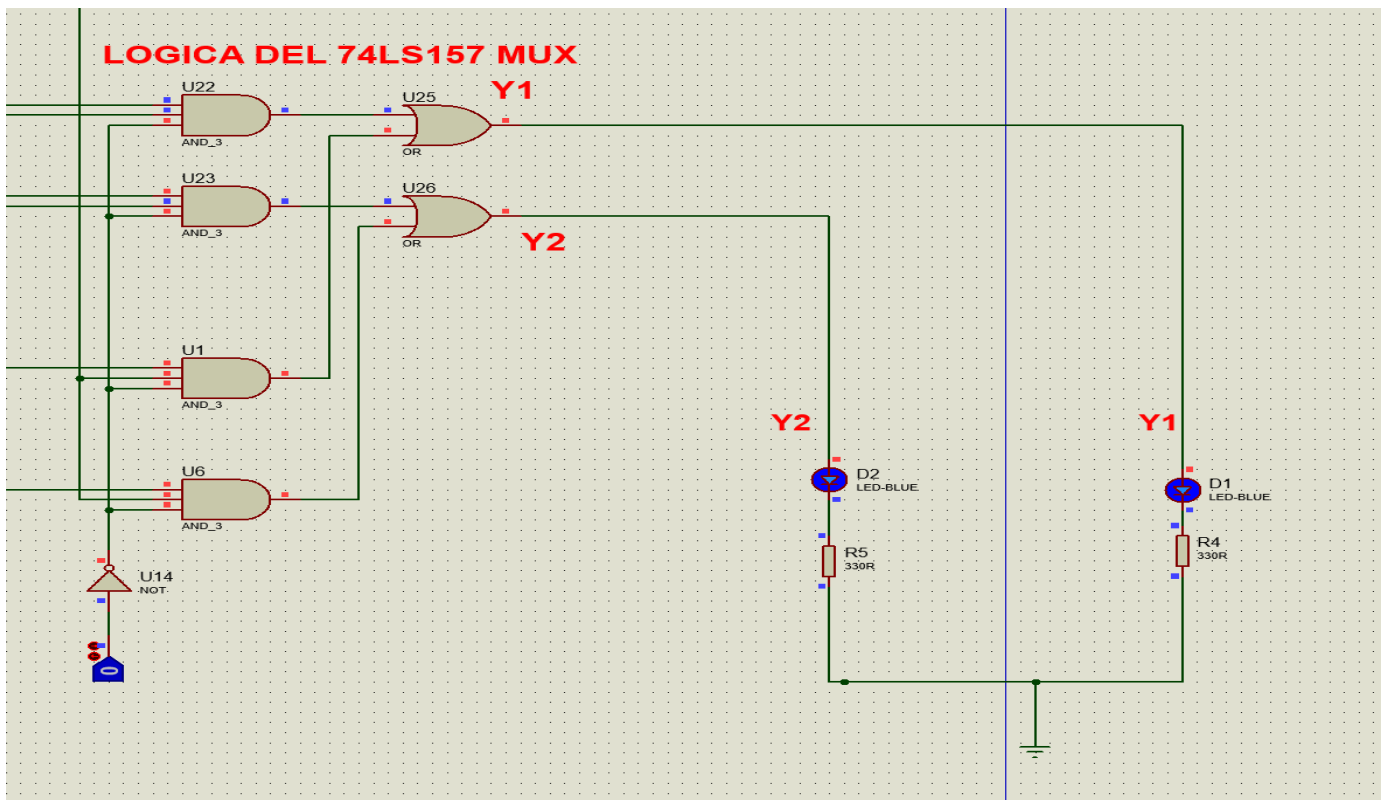 LOGICA DEL 74LS157 MUX
U22
AND_3
U25
OR
Y1
U23
AND_3
U26
OR
Y2
U1
AND_3
U6
AND_3
U14
NOT
0
Y2
D2
LED-BLUE
R5
330R
Y1
D1
LED-BLUE
R4
330R